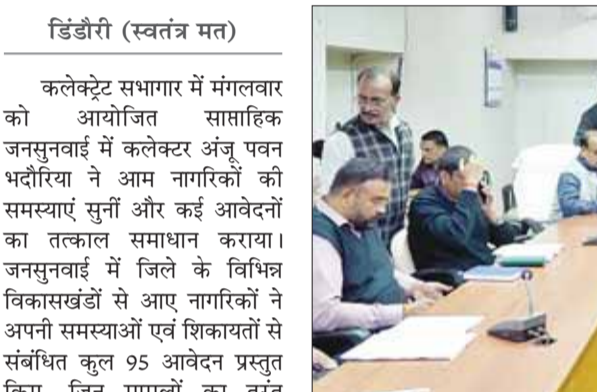 डिंडौरी (स्वतंत्र मत)
कलेक्ट्रेट सभागार में मंगलवार
को आयोजित साप्ताहिक
जनसुनवाई में कलेक्टर अंजू पवन
भदौरिया ने आम नागरिकों की
समस्याएं सुनीं और कई आवेदनों
का तत्काल समाधान कराया।
जनसुनवाई में जिले के विभिन्न
विकासखंडों से आए नागरिकों ने
अपनी समस्याओं एवं शिकायतों से
संबंधित कुल 95 आवेदन प्रस्तुत
किए, जिन मामलों का तुरंत